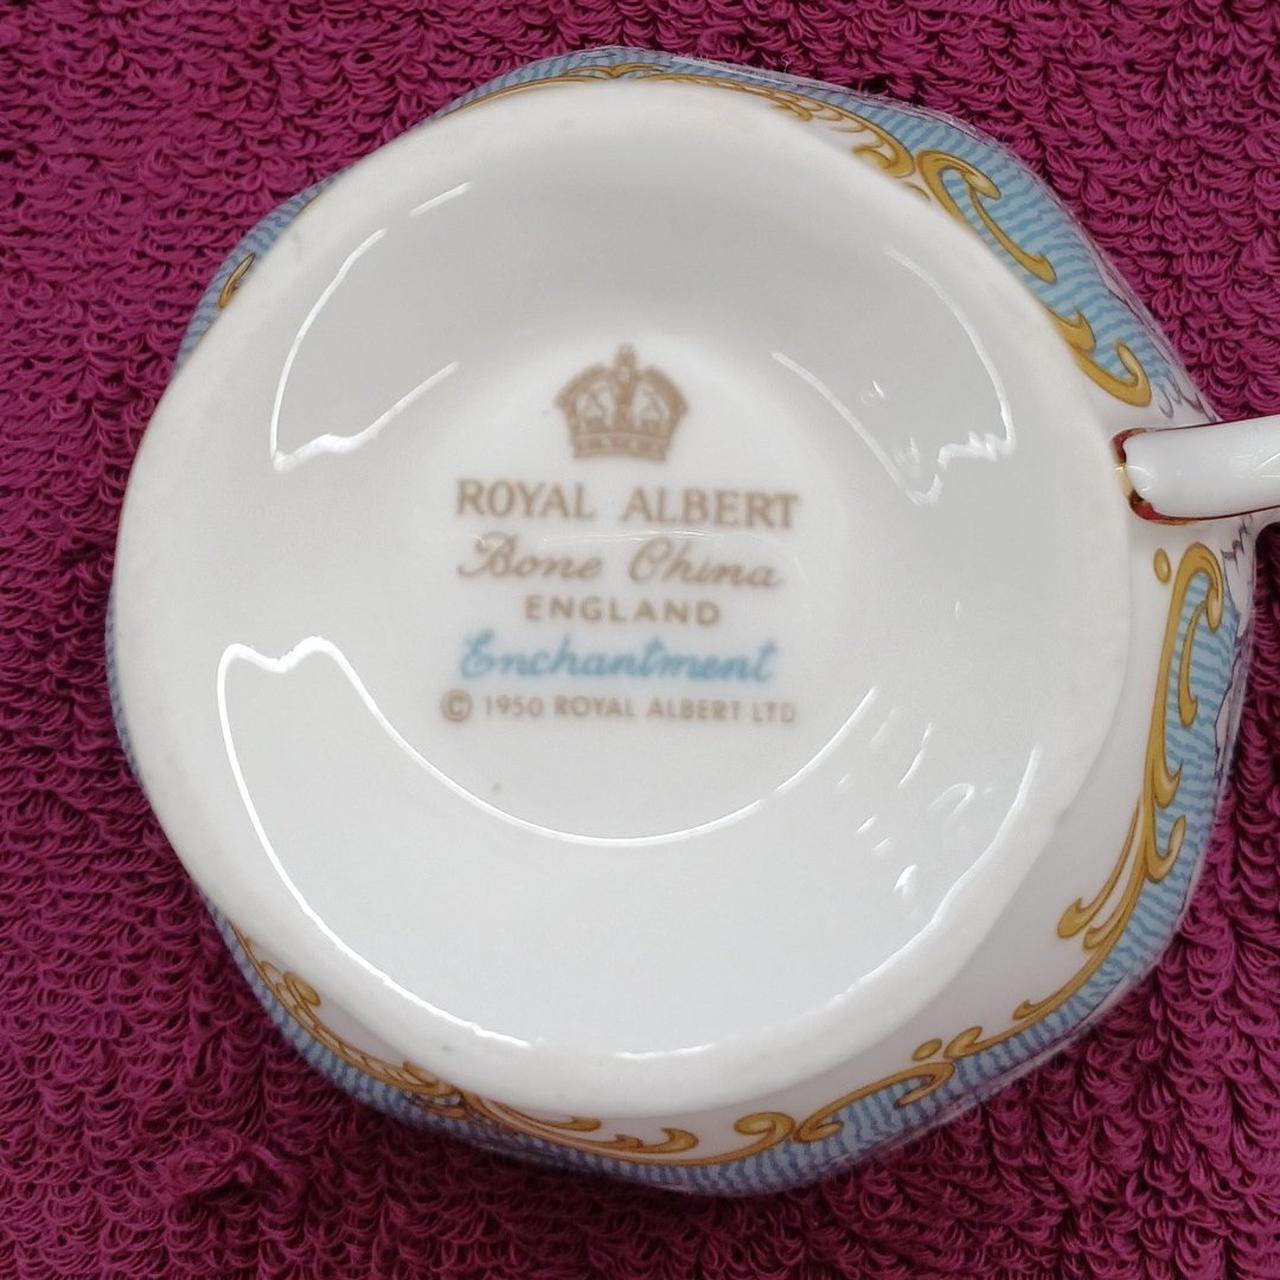 ROYAL ALBERT
Bone China
ENGLAND
Enchantment
© 1950 ROYAL ALBERT LTD